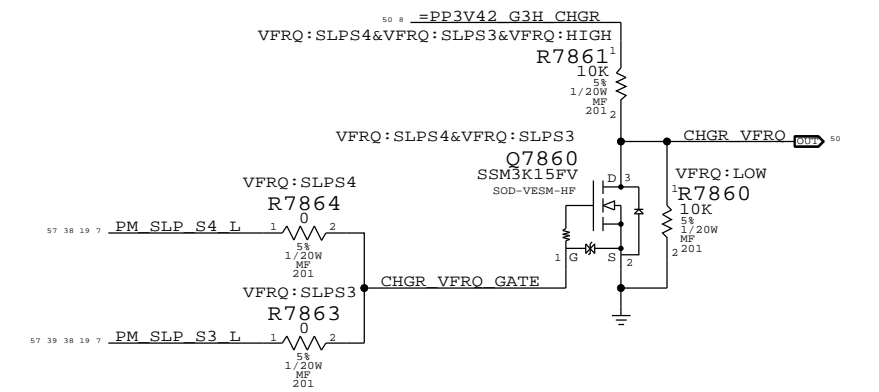 50 8 =PP3V42_G3H_CHGR
VFRQ:SLPS4&VFRQ:SLPS3&VFRQ:HIGH
R7861 1
10K
5%
1/20W
MF
201 2
VFRQ:SLPS4&VFRQ:SLPS3
CHGR_VFRQ OUT 50
Q7860
SSM3K15FV
SOD-VESM-HF
D 3
1 G S 2
VFRQ:LOW
1 R7860
10K
5%
1/20W
MF
2 201
VFRQ:SLPS4
R7864
0
57 38 19 7 PM_SLP_S4_L 1 2
5%
1/20W
MF
201
CHGR_VFRQ_GATE
VFRQ:SLPS3
R7863
0
57 39 38 19 7 PM_SLP_S3_L 1 2
5%
1/20W
MF
201